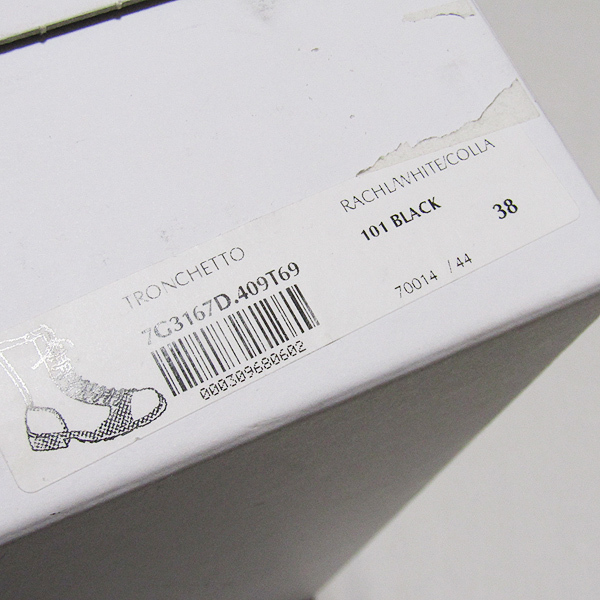 TRONCHETTO
7G3167D.409T69
000309680602
RACHL/WHITE/COLLA
101 BLACK
38
70014 / 44